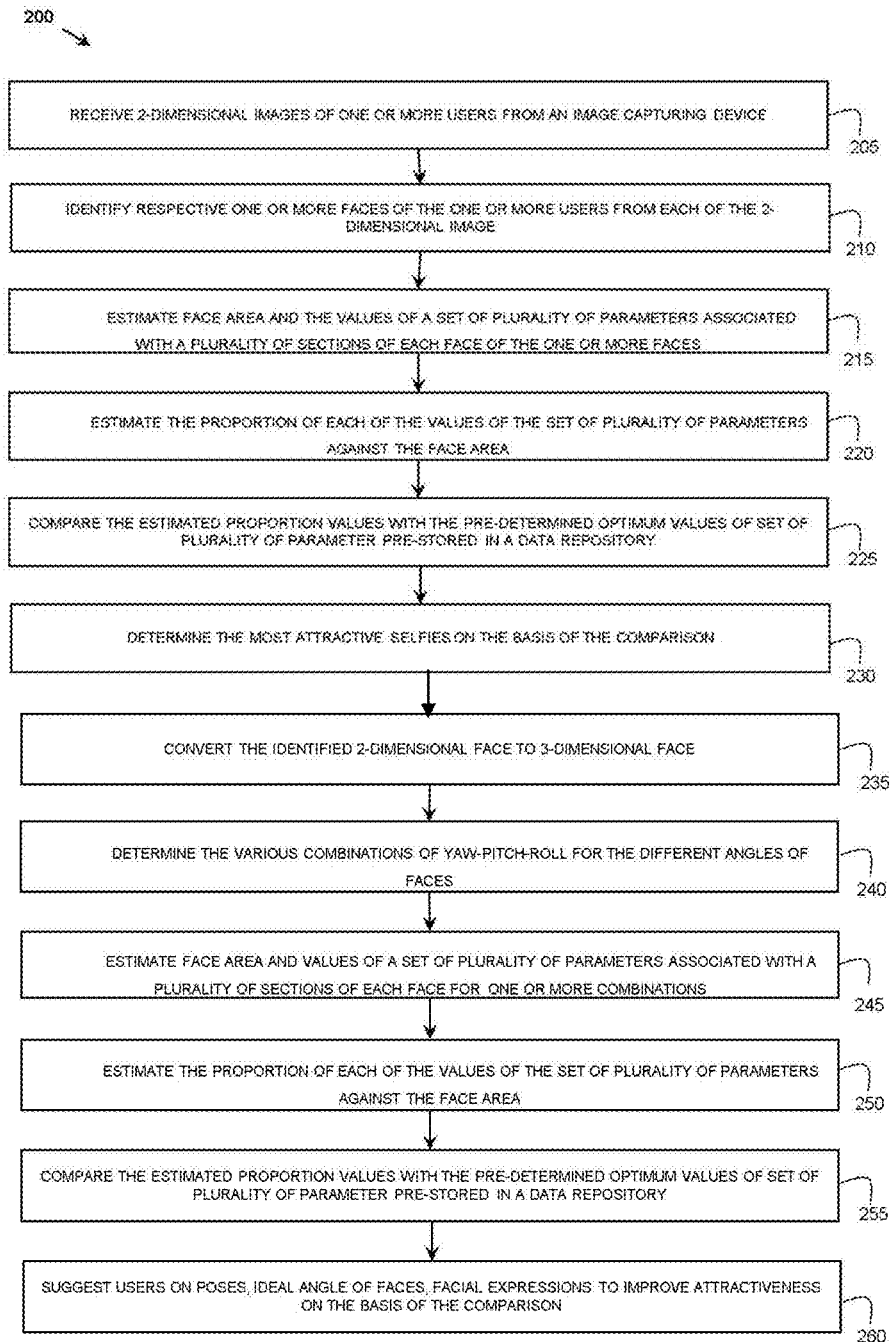 200
RECEIVE 2-DIMENSIONAL IMAGES OF ONE OR MORE USERS FROM AN IMAGE CAPTURING DEVICE
205
IDENTIFY RESPECTIVE ONE OR MORE FACES OF THE ONE OR MORE USERS FROM EACH OF THE 2-
DIMENSIONAL IMAGE
210
ESTIMATE FACE AREA AND THE VALUES OF A SET OF PLURALITY OF PARAMETERS ASSOCIATED
WITH A PLURALITY OF SECTIONS OF EACH FACE OF THE ONE OR MORE FACES
215
ESTIMATE THE PROPORTION OF EACH OF THE VALUES OF THE SET OF PLURALITY OF PARAMETERS
AGAINST THE FACE AREA
220
COMPARE THE ESTIMATED PROPORTION VALUES WITH THE PRE-DETERMINED OPTIMUM VALUES OF SET OF
PLURALITY OF PARAMETER PRE-STORED IN A DATA REPOSITORY
225
DETERMINE THE MOST ATTRACTIVE SELFIES ON THE BASIS OF THE COMPARISON
230
CONVERT THE IDENTIFIED 2-DIMENSIONAL FACE TO 3-DIMENSIONAL FACE
235
DETERMINE THE VARIOUS COMBINATIONS OF YAW-PITCH-ROLL FOR THE DIFFERENT ANGLES OF
FACES
240
ESTIMATE FACE AREA AND VALUES OF A SET OF PLURALITY OF PARAMETERS ASSOCIATED WITH A
PLURALITY OF SECTIONS OF EACH FACE FOR ONE OR MORE COMBINATIONS
245
ESTIMATE THE PROPORTION OF EACH OF THE VALUES OF THE SET OF PLURALITY OF PARAMETERS
AGAINST THE FACE AREA
250
COMPARE THE ESTIMATED PROPORTION VALUES WITH THE PRE-DETERMINED OPTIMUM VALUES OF SET OF
PLURALITY OF PARAMETER PRE-STORED IN A DATA REPOSITORY
255
SUGGEST USERS ON POSES, IDEAL ANGLE OF FACES, FACIAL EXPRESSIONS TO IMPROVE ATTRACTIVENESS
ON THE BASIS OF THE COMPARISON
260